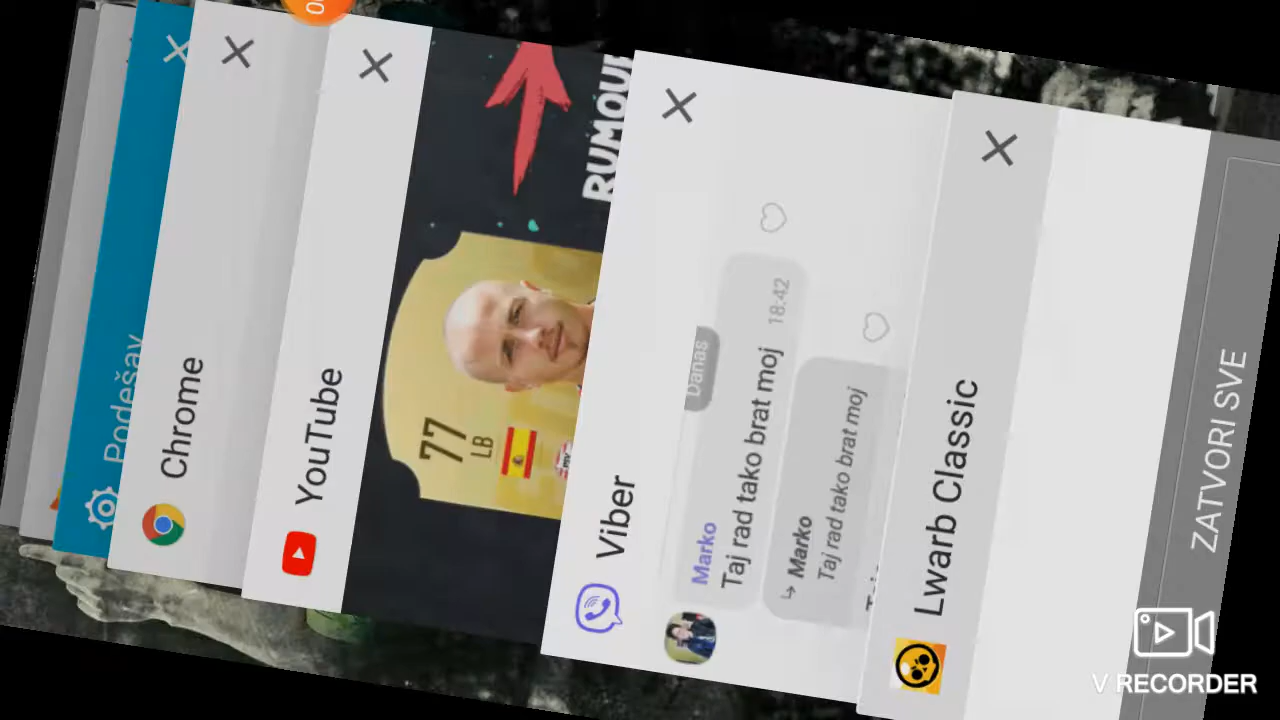 Podešav
Chrome
YouTube
RUMOUR
77
LB
Viber
Danas
Marko
Taj rad tako brat moj 18:42
Marko
Taj rad tako brat moj
Lwarb Classic
ZATVORI SVE
V RECORDER